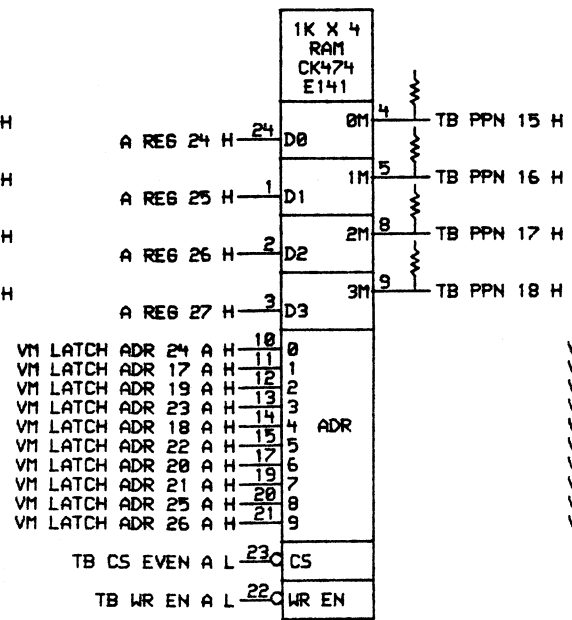 1K X 4
RAM
CK474
E141
H
0M 4 TB PPN 15 H
A REG 24 H 24 D0
H
1M 5 TB PPN 16 H
A REG 25 H 1 D1
H
2M 8 TB PPN 17 H
A REG 26 H 2 D2
H
3M 9 TB PPN 18 H
A REG 27 H 3 D3
VM LATCH ADR 24 A H 10 0
VM LATCH ADR 17 A H 11 1
VM LATCH ADR 19 A H 12 2
VM LATCH ADR 23 A H 13 3
VM LATCH ADR 18 A H 14 4 ADR
VM LATCH ADR 22 A H 15 5
VM LATCH ADR 20 A H 17 6
VM LATCH ADR 21 A H 19 7
VM LATCH ADR 25 A H 20 8
VM LATCH ADR 26 A H 21 9
TB CS EVEN A L 23 CS
TB WR EN A L 22 WR EN